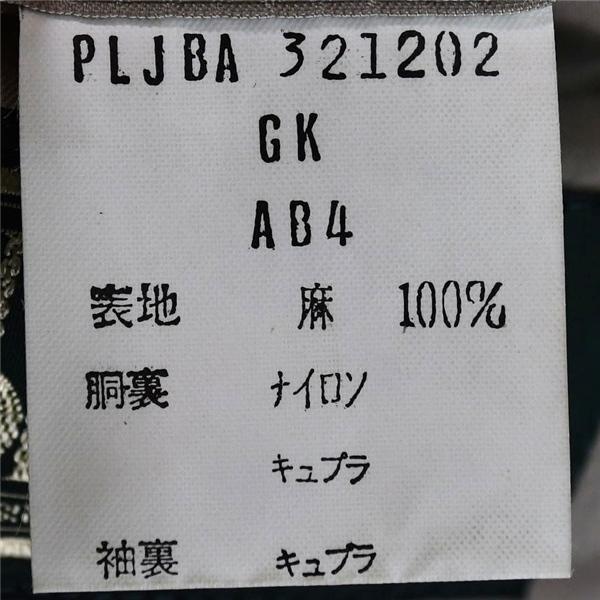 PLJBA 321202
GK
AB4
表地 麻 100%
胴裏 ナイロン
キュプラ
袖裏 キュプラ